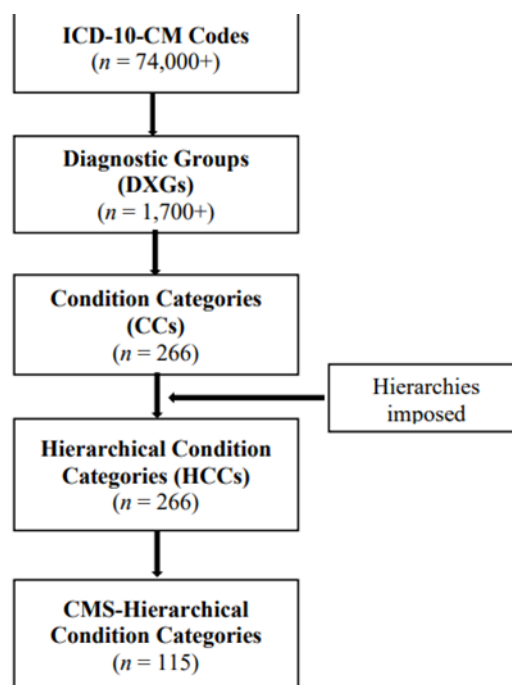 ICD-10-CM Codes
(n = 74,000+)
Diagnostic Groups
(DXGs)
(n = 1,700+)
Condition Categories
(CCs)
(n = 266)
Hierarchies
imposed
Hierarchical Condition
Categories (HCCs)
(n = 266)
CMS-Hierarchical
Condition Categories
(n = 115)